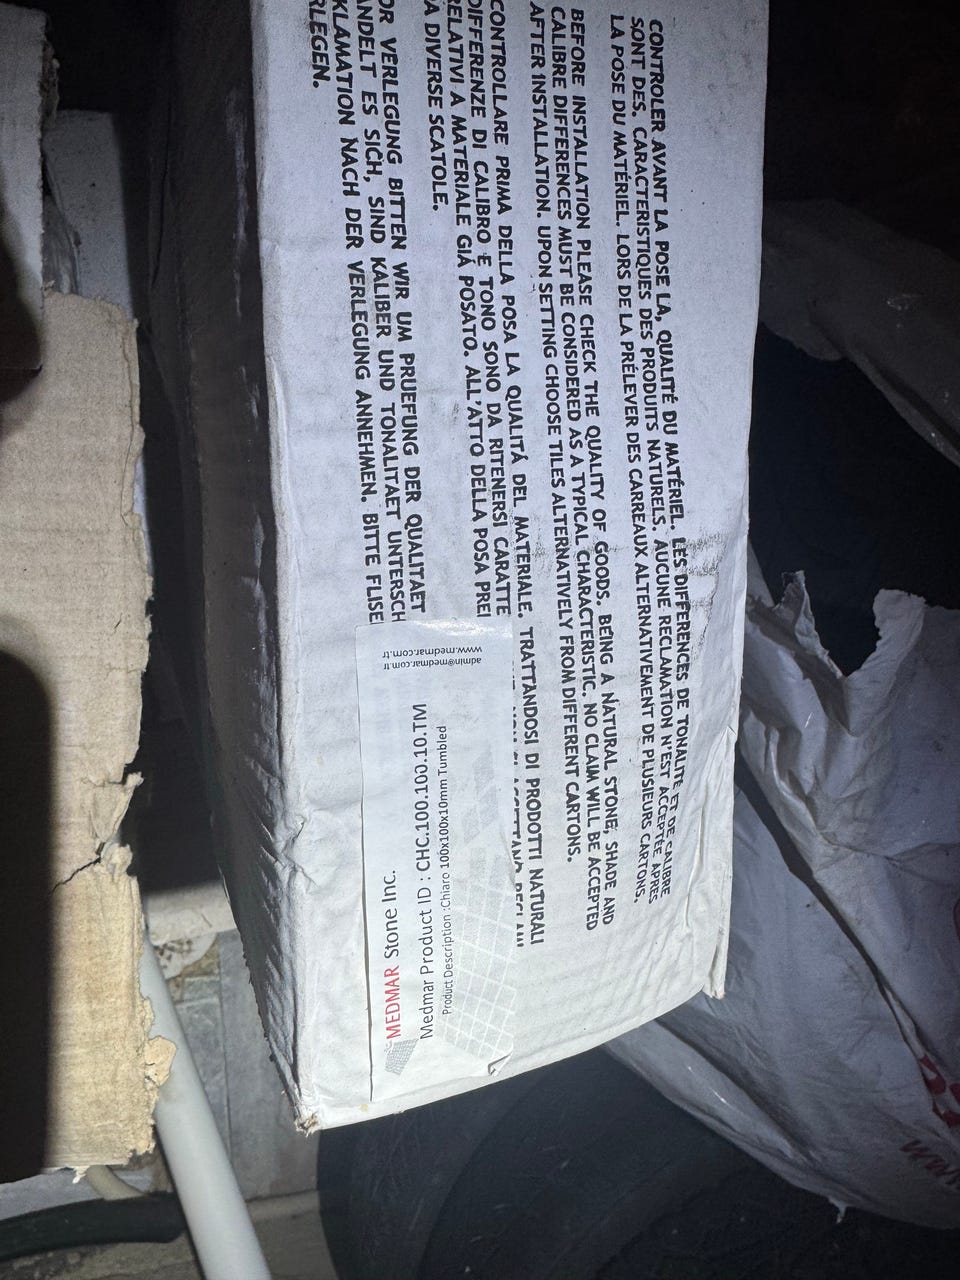 CONTROLER AVANT LA POSE LA, QUALITÉ DU MATÉRIEL. LES DIFFERENCES DE TONALITÉ ET DE CALIBRE
SONT DES, CARACTERISTIQUES DES PRODUITS NATURELS. AUCUNE RECLAMATION N'EST ACCEPTÉE APRES
LA POSE DU MATÉRIEL. LORS DE LA PRÉLEVER DES CARREAUX ALTERNATIVEMENT DE PLUSIEURS CARTONS.
BEFORE INSTALLATION PLEASE CHECK THE QUALITY OF GOODS. BEING A NATURAL STONE, SHADE AND
CALIBRE DIFFERENCES MUST BE CONSIDERED AS A TYPICAL CHARACTERISTIC. NO CLAIM WILL BE ACCEPTED
AFTER INSTALLATION. UPON SETTING CHOOSE TILES ALTERNATIVELY FROM DIFFERENT CARTONS.
CONTROLLARE PRIMA DELLA POSA LA QUALITÁ DEL MATERIALE. TRATTANDOSI DI PRODOTTI NATURALI
DIFFERENZE DI CALIBRO E TONO SONO DA RITENERSI CARATTE
RELATIVI A MATERIALE GIÁ POSATO. ALL'ATTO DELLA POSA PREI
DA DIVERSE SCATOLE.
VERLEGUNG BITTEN WIR UM PRUEFUNG DER QUALITAET
ANDELT ES SICH, SIND KALIBER UND TONALITAET UNTERSCH
KLAMATION NACH DER VERLEGUNG ANNEHMEN. BITTE FLISE
RLEGEN.
MEDMAR Stone Inc.
Medmar Product ID : CHC.100.100.10.TM
Product Description :Chiaro 100x100x10mm Tumbled
www.medmar.com.tr
admin@medmar.com.tr